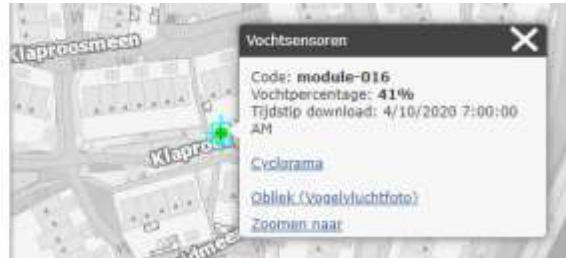 Klaproosmeen
Vochtsensoren
Code: module-016
Vochtpercentage: 41%
Tijdstip download: 4/10/2020 7:00:00
AM
Cyclorama
Obliek (Vogelvluchtfoto)
Zoomen naar